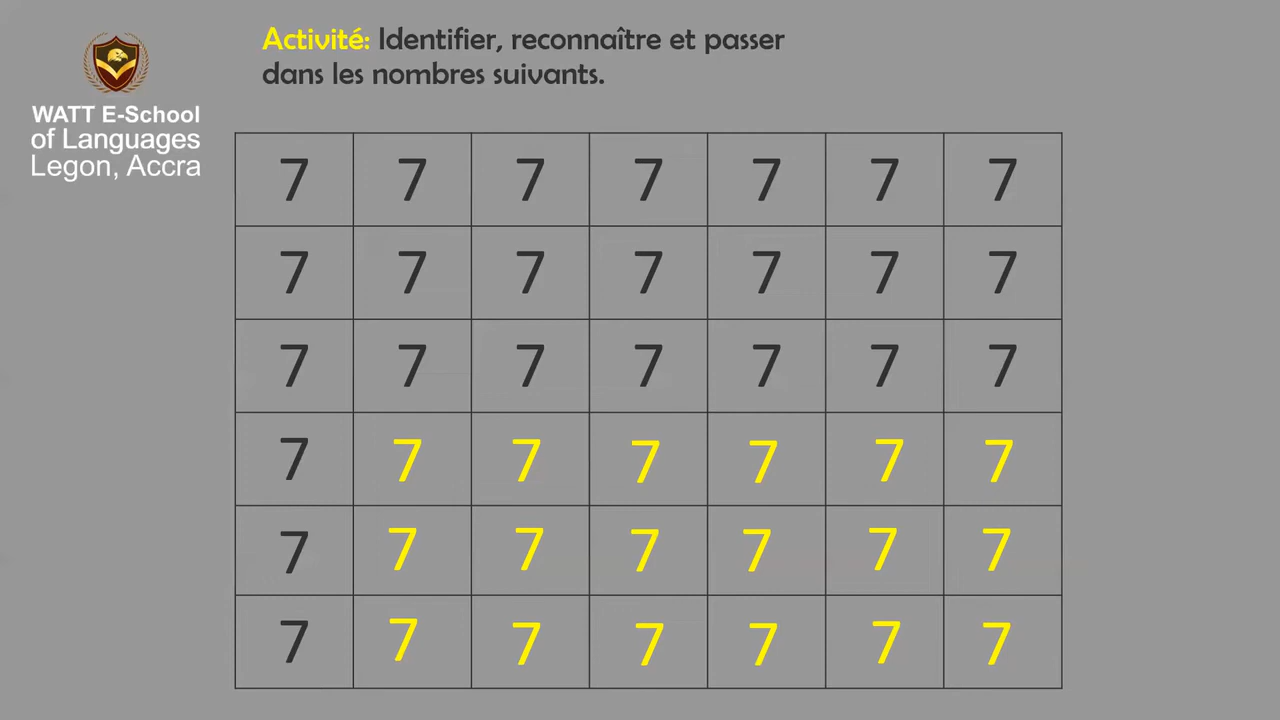 Activité: Identifier, reconnaître et passer
dans les nombres suivants.
WATT E-School
of Languages
Legon, Accra
7 7 7 7 7 7 7
7 7 7 7 7 7 7
7 7 7 7 7 7 7
7 7 7 7 7 7 7
7 7 7 7 7 7 7
7 7 7 7 7 7 7